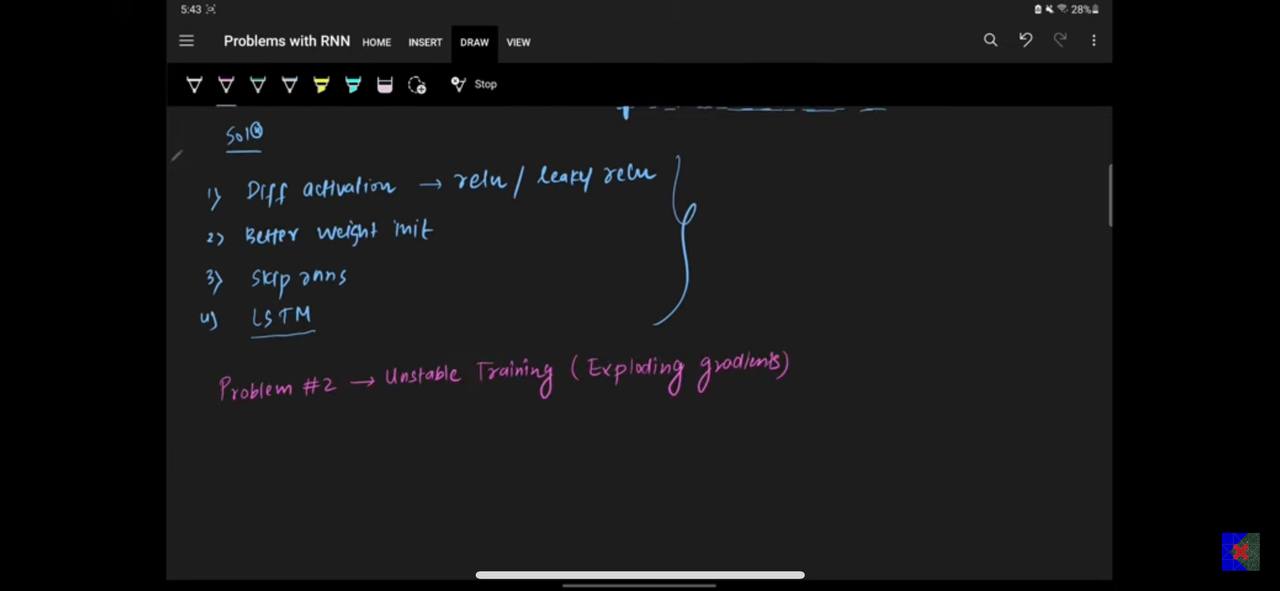 5:43
28%
Problems with RNN HOME INSERT DRAW VIEW
Stop
Sol
1) Diff activation → relu / leaky relu
2) Better weight init
3) Skip rnns
4) LSTM
Problem #2 → Unstable Training (Exploding gradients)